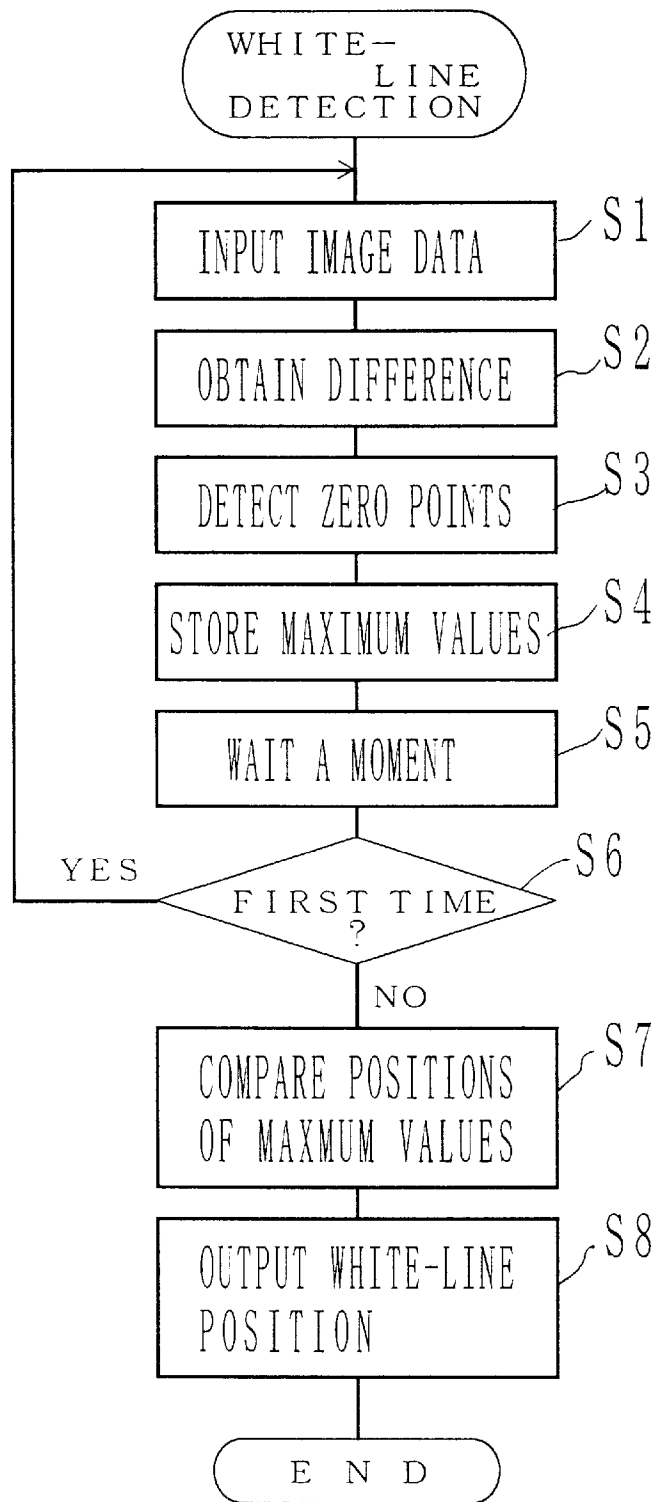 WHITE-
LINE
DETECTION
INPUT IMAGE DATA
S1
OBTAIN DIFFERENCE
S2
DETECT ZERO POINTS
S3
STORE MAXIMUM VALUES
S4
WAIT A MOMENT
S5
YES
FIRST TIME
?
S6
NO
COMPARE POSITIONS
OF MAXMUM VALUES
S7
OUTPUT WHITE-LINE
POSITION
S8
END